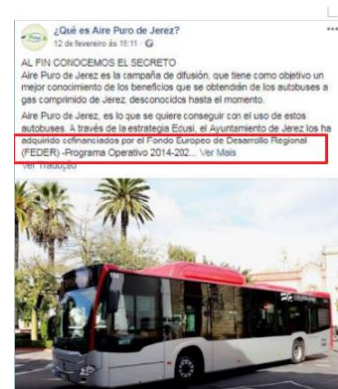 ¿Qué es Aire Puro de Jerez?
12 de fevereiro às 16:11 ·
AL FIN CONOCEMOS EL SECRETO
Aire Puro de Jerez es la campaña de difusión, que tiene como objetivo un
mejor conocimiento de los beneficios que se obtendrán de los autobuses a
gas comprimido de Jerez, desconocidos hasta el momento.
Aire Puro de Jerez, es lo que se quiere conseguir con el uso de estos
autobuses. A través de la estrategia Edusi, el Ayuntamiento de Jerez los ha
adquirido cofinanciados por el Fondo Europeo de Desarrollo Regional
(FEDER) -Programa Operativo 2014-202... Ver Mais
Ver Tradução